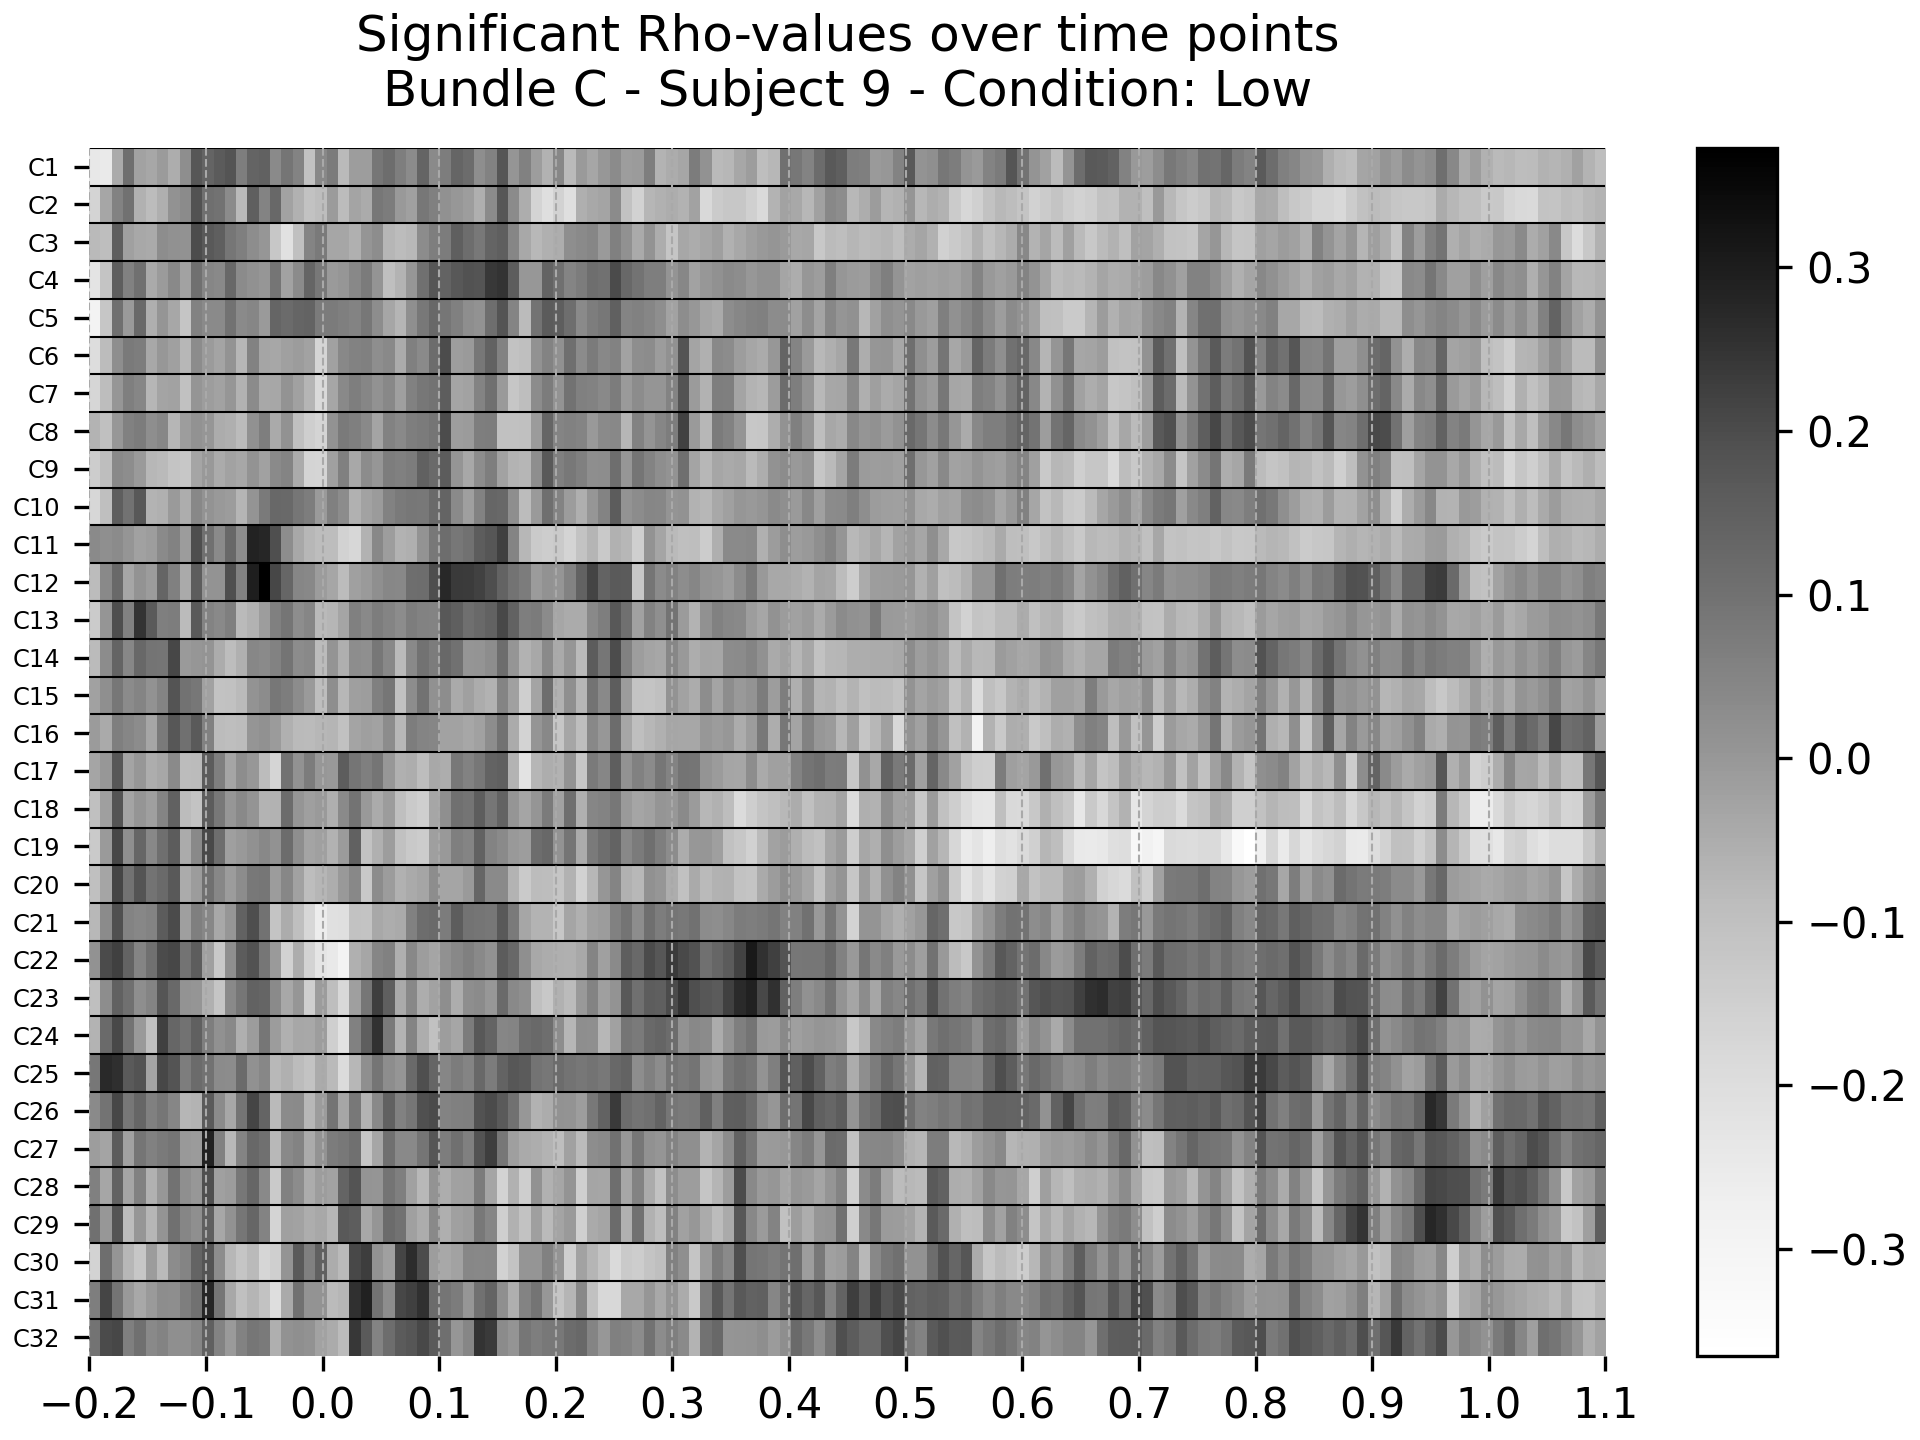 Significant Rho-values over time points
Bundle C - Subject 9 - Condition: Low
C1
C2
C3
C4
C5
C6
C7
C8
C9
C10
C11
C12
C13
C14
C15
C16
C17
C18
C19
C20
C21
C22
C23
C24
C25
C26
C27
C28
C29
C30
C31
C32
−0.2 −0.1 0.0 0.1 0.2 0.3 0.4 0.5 0.6 0.7 0.8 0.9 1.0 1.1
0.3
0.2
0.1
0.0
−0.1
−0.2
−0.3